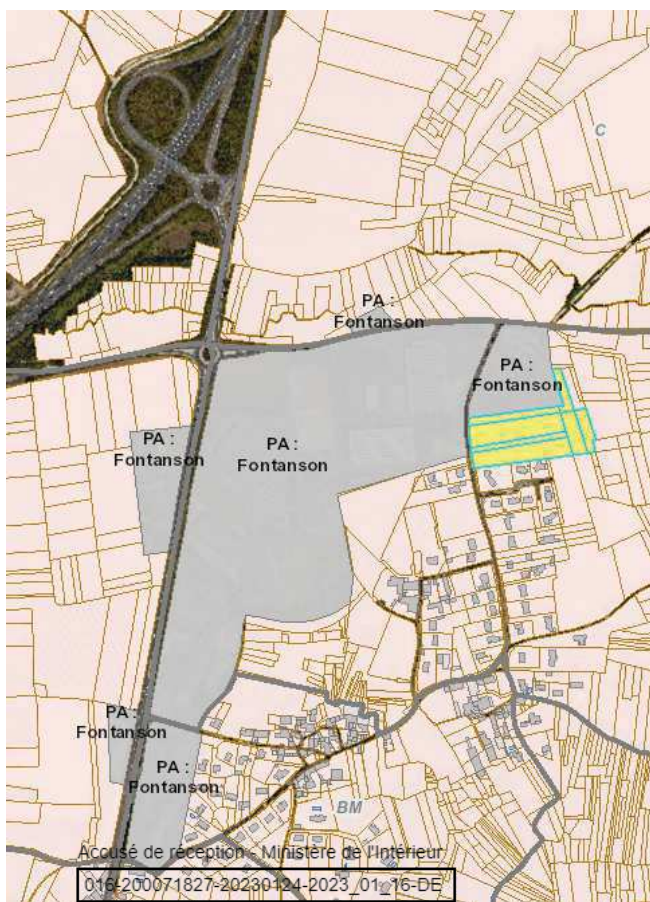 C
PA :
Fontanson
PA :
Fontanson
PA :
Fontanson
PA :
Fontanson
PA :
Fontanson
PA :
Fontanson
BM
Accusé de réception - Ministère de l'Intérieur
016-200071827-20230124-2023_01_16-DE